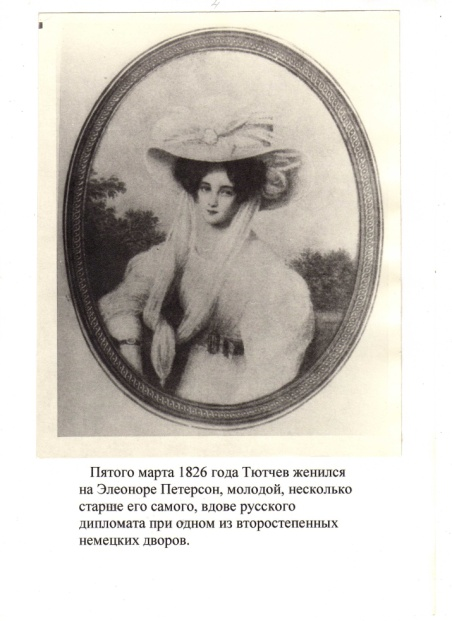 Пятого марта 1826 года Тютчев женился
на Элеоноре Петерсон, молодой, несколько
старше его самого, вдове русского
дипломата при одном из второстепенных
немецких дворов.